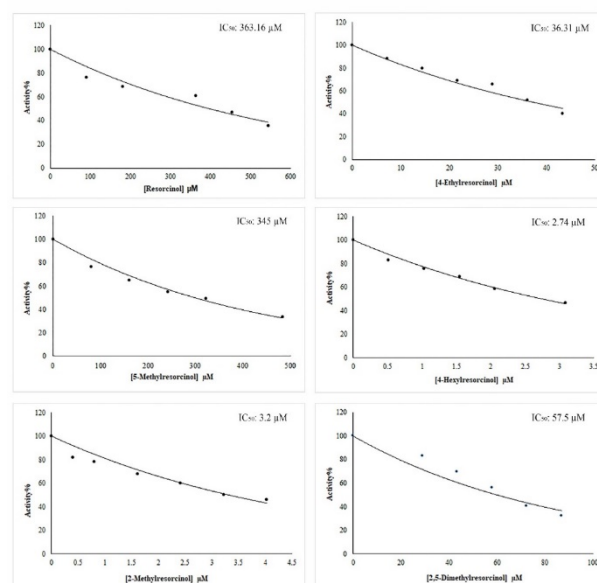 IC₅₀: 363.16 µM
120
100
80
60
40
20
0
Activity%
0 100 200 300 400 500 600
[Resorcinol] µM
IC₅₀: 36.31 µM
120
100
80
60
40
20
0
Activity%
0 10 20 30 40 50
[4-Ethylresorcinol] µM
IC₅₀: 345 µM
120
100
80
60
40
20
0
Activity%
0 100 200 300 400 500
[5-Methylresorcinol] µM
IC₅₀: 2.74 µM
120
100
80
60
40
20
0
Activity%
0 0.5 1 1.5 2 2.5 3 3.5
[4-Hexylresorcinol] µM
IC₅₀: 3.2 µM
120
100
80
60
40
20
0
Activity%
0 0.5 1 1.5 2 2.5 3 3.5 4 4.5
[2-Methylresorcinol] µM
IC₅₀: 57.5 µM
120
100
80
60
40
20
0
Activity%
0 20 40 60 80 100
[2,5-Dimethylresorcinol] µM